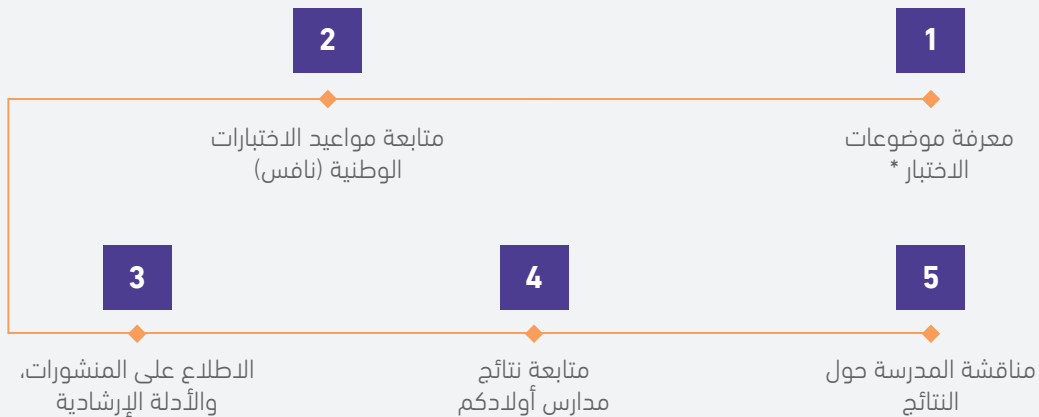 1
معرفة موضوعات
الاختبار *
2
متابعة مواعيد الاختبارات
الوطنية (نافس)
3
الاطلاع على المنشورات،
والأدلة الإرشادية
4
متابعة نتائج
مدارس أولادكم
5
مناقشة المدرسة حول
النتائج